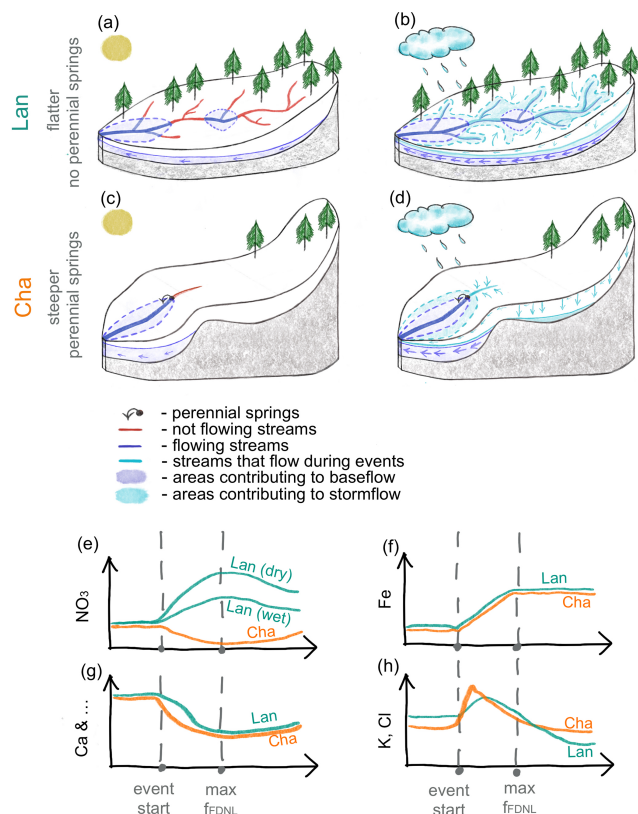 (a)
(b)
Lan
flatter
no perennial springs
(c)
(d)
Cha
steeper
perennial springs
- perennial springs
- not flowing streams
- flowing streams
- streams that flow during events
- areas contributing to baseflow
- areas contributing to stormflow
(e)
NO3
Lan (dry)
Lan (wet)
Cha
(f)
Fe
Lan
Cha
(g)
Ca & ...
Lan
Cha
(h)
K, Cl
Cha
Lan
event
start
max
fFDNL
event
start
max
fFDNL